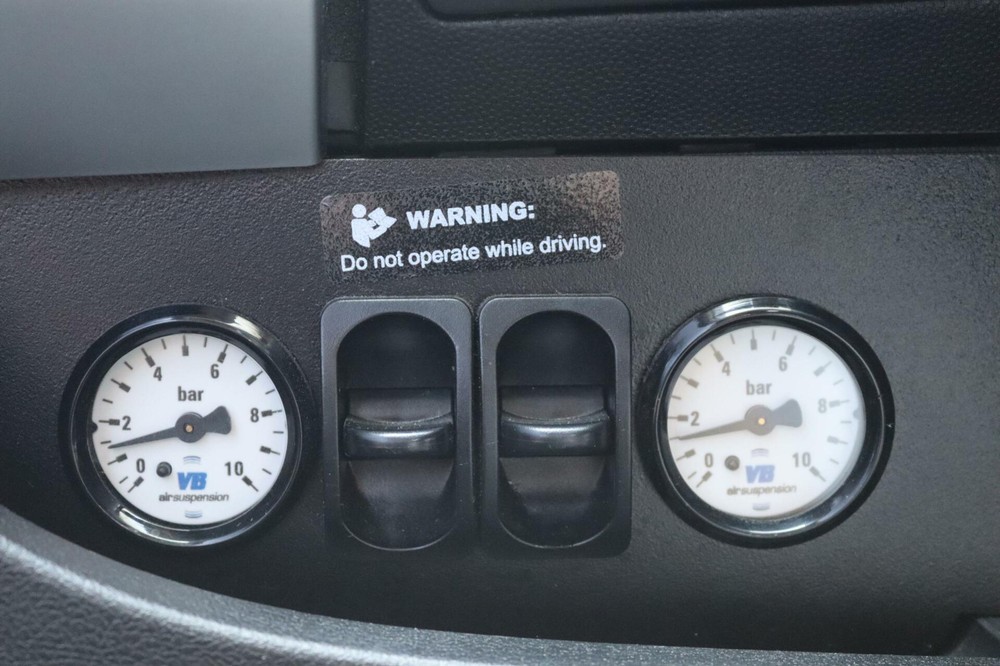 WARNING:
Do not operate while driving.
4 6
bar
2 8
0 10
VB
airsuspension
4 6
bar
2 8
0 10
VB
airsuspension